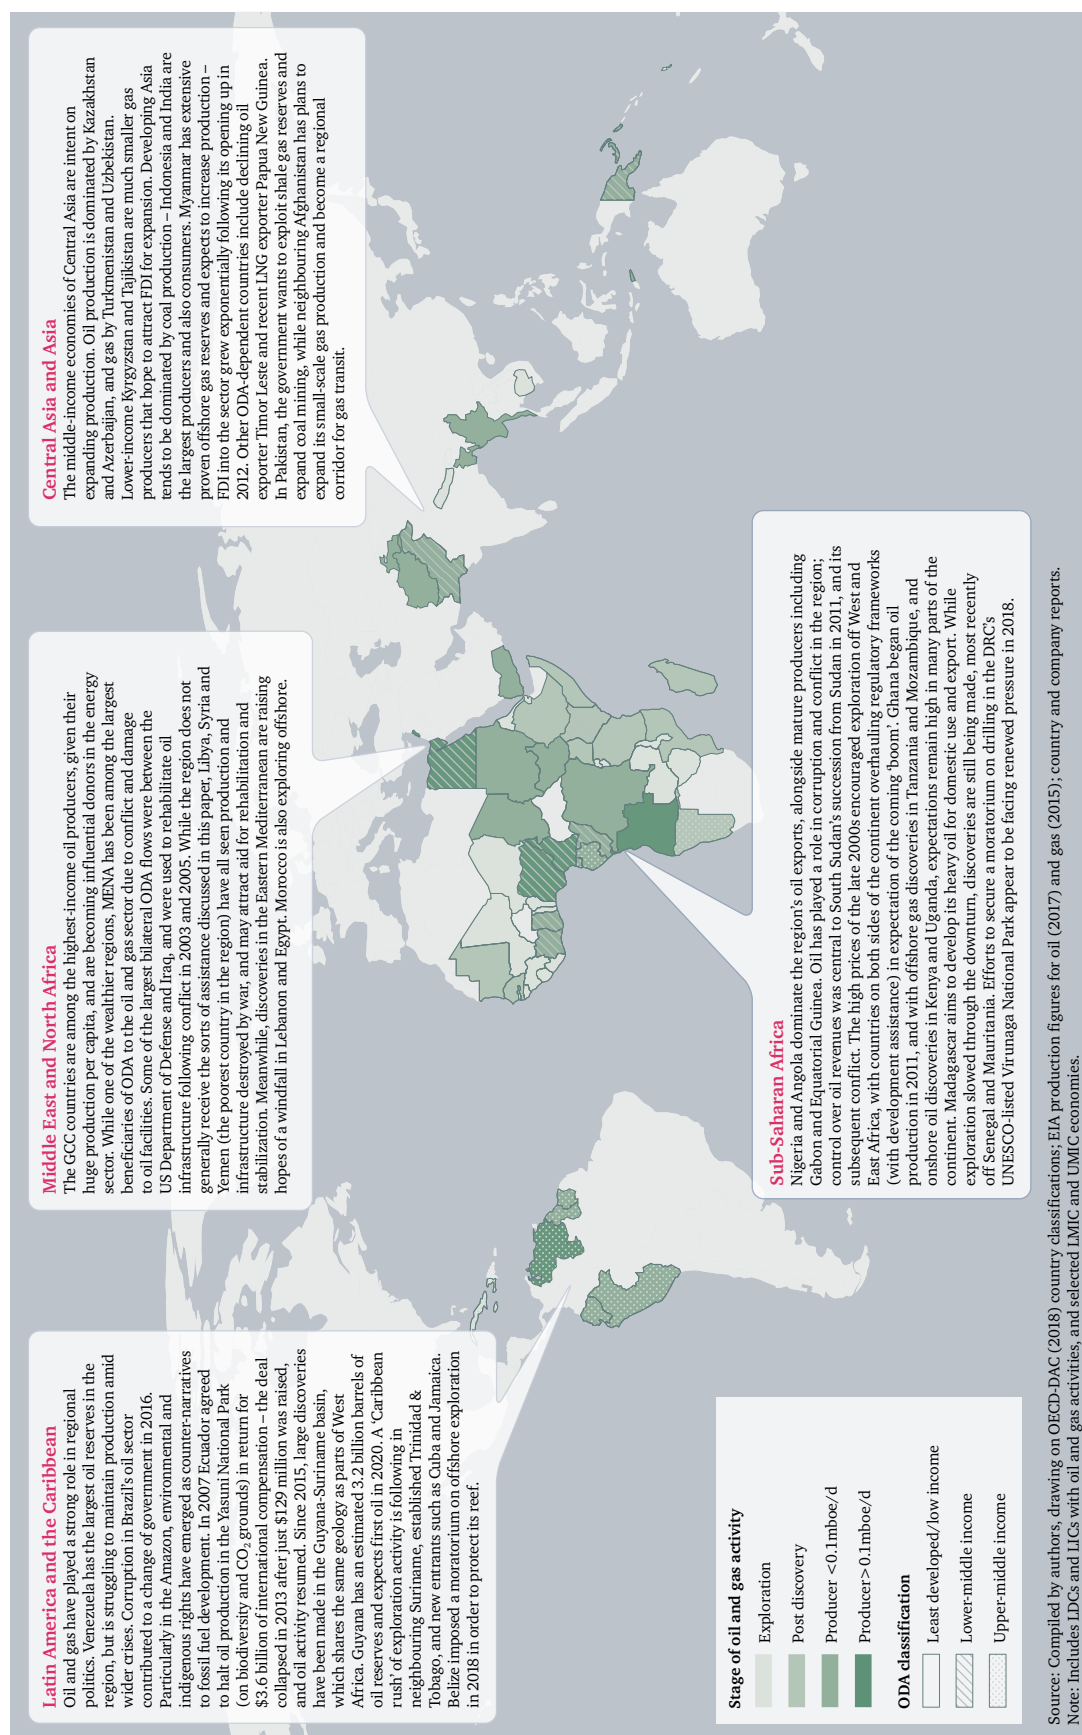 Latin America and the Caribbean
Oil and gas have played a strong role in regional
politics. Venezuela has the largest oil reserves in the
region, but is struggling to maintain production amid
wider crises. Corruption in Brazil’s oil sector
contributed to a change of government in 2016.
Particularly in the Amazon, environmental and
indigenous rights have emerged as counter-narratives
to fossil fuel development. In 2007 Ecuador agreed
to halt oil production in the Yasuni National Park
(on biodiversity and CO₂ grounds) in return for
$3.6 billion of international compensation – the deal
collapsed in 2013 after just $129 million was raised,
and oil activity resumed. Since 2015, large discoveries
have been made in the Guyana-Suriname basin,
which shares the same geology as parts of West
Africa. Guyana has an estimated 3.2 billion barrels of
oil reserves and expects first oil in 2020. A ‘Caribbean
rush’ of exploration activity is following in
neighbouring Suriname, established Trinidad &
Tobago, and new entrants such as Cuba and Jamaica.
Belize imposed a moratorium on offshore exploration
in 2018 in order to protect its reef.
Middle East and North Africa
The GCC countries are among the highest-income oil producers, given their
huge production per capita, and are becoming influential donors in the energy
sector. While one of the wealthier regions, MENA has been among the largest
beneficiaries of ODA to the oil and gas sector due to conflict and damage
to oil facilities. Some of the largest bilateral ODA flows were between the
US Department of Defense and Iraq, and were used to rehabilitate oil
infrastructure following conflict in 2003 and 2005. While the region does not
generally receive the sorts of assistance discussed in this paper, Libya, Syria and
Yemen (the poorest country in the region) have all seen production and
infrastructure destroyed by war, and may attract aid for rehabilitation and
stabilization. Meanwhile, discoveries in the Eastern Mediterranean are raising
hopes of a windfall in Lebanon and Egypt. Morocco is also exploring offshore.
Central Asia and Asia
The middle-income economies of Central Asia are intent on
expanding production. Oil production is dominated by Kazakhstan
and Azerbaijan, and gas by Turkmenistan and Uzbekistan.
Lower-income Kyrgyzstan and Tajikistan are much smaller gas
producers that hope to attract FDI for expansion. Developing Asia
tends to be dominated by coal production – Indonesia and India are
the largest producers and also consumers. Myanmar has extensive
proven offshore gas reserves and expects to increase production –
FDI into the sector grew exponentially following its opening up in
2012. Other ODA-dependent countries include declining oil
exporter Timor Leste and recent LNG exporter Papua New Guinea.
In Pakistan, the government wants to exploit shale gas reserves and
expand coal mining, while neighbouring Afghanistan has plans to
expand its small-scale gas production and become a regional
corridor for gas transit.
Sub-Saharan Africa
Nigeria and Angola dominate the region’s oil exports, alongside mature producers including
Gabon and Equatorial Guinea. Oil has played a role in corruption and conflict in the region;
control over oil revenues was central to South Sudan’s succession from Sudan in 2011, and its
subsequent conflict. The high prices of the late 2000s encouraged exploration off West and
East Africa, with countries on both sides of the continent overhauling regulatory frameworks
(with development assistance) in expectation of the coming ‘boom’. Ghana began oil
production in 2011, and with offshore gas discoveries in Tanzania and Mozambique, and
onshore oil discoveries in Kenya and Uganda, expectations remain high in many parts of the
continent. Madagascar aims to develop its heavy oil for domestic use and export. While
exploration slowed through the downturn, discoveries are still being made, most recently
off Senegal and Mauritania. Efforts to secure a moratorium on drilling in the DRC’s
UNESCO-listed Virunaga National Park appear to be facing renewed pressure in 2018.
Stage of oil and gas activity
Exploration
Post discovery
Producer <0.1mboe/d
Producer> 0.1mboe/d
ODA classification
Least developed/low income
Lower-middle income
Upper-middle income
Source: Compiled by authors, drawing on OECD-DAC (2018) country classifications; EIA production figures for oil (2017) and gas (2015); country and company reports.
Note: Includes LDCs and LICs with oil and gas activities, and selected LMIC and UMIC economies.